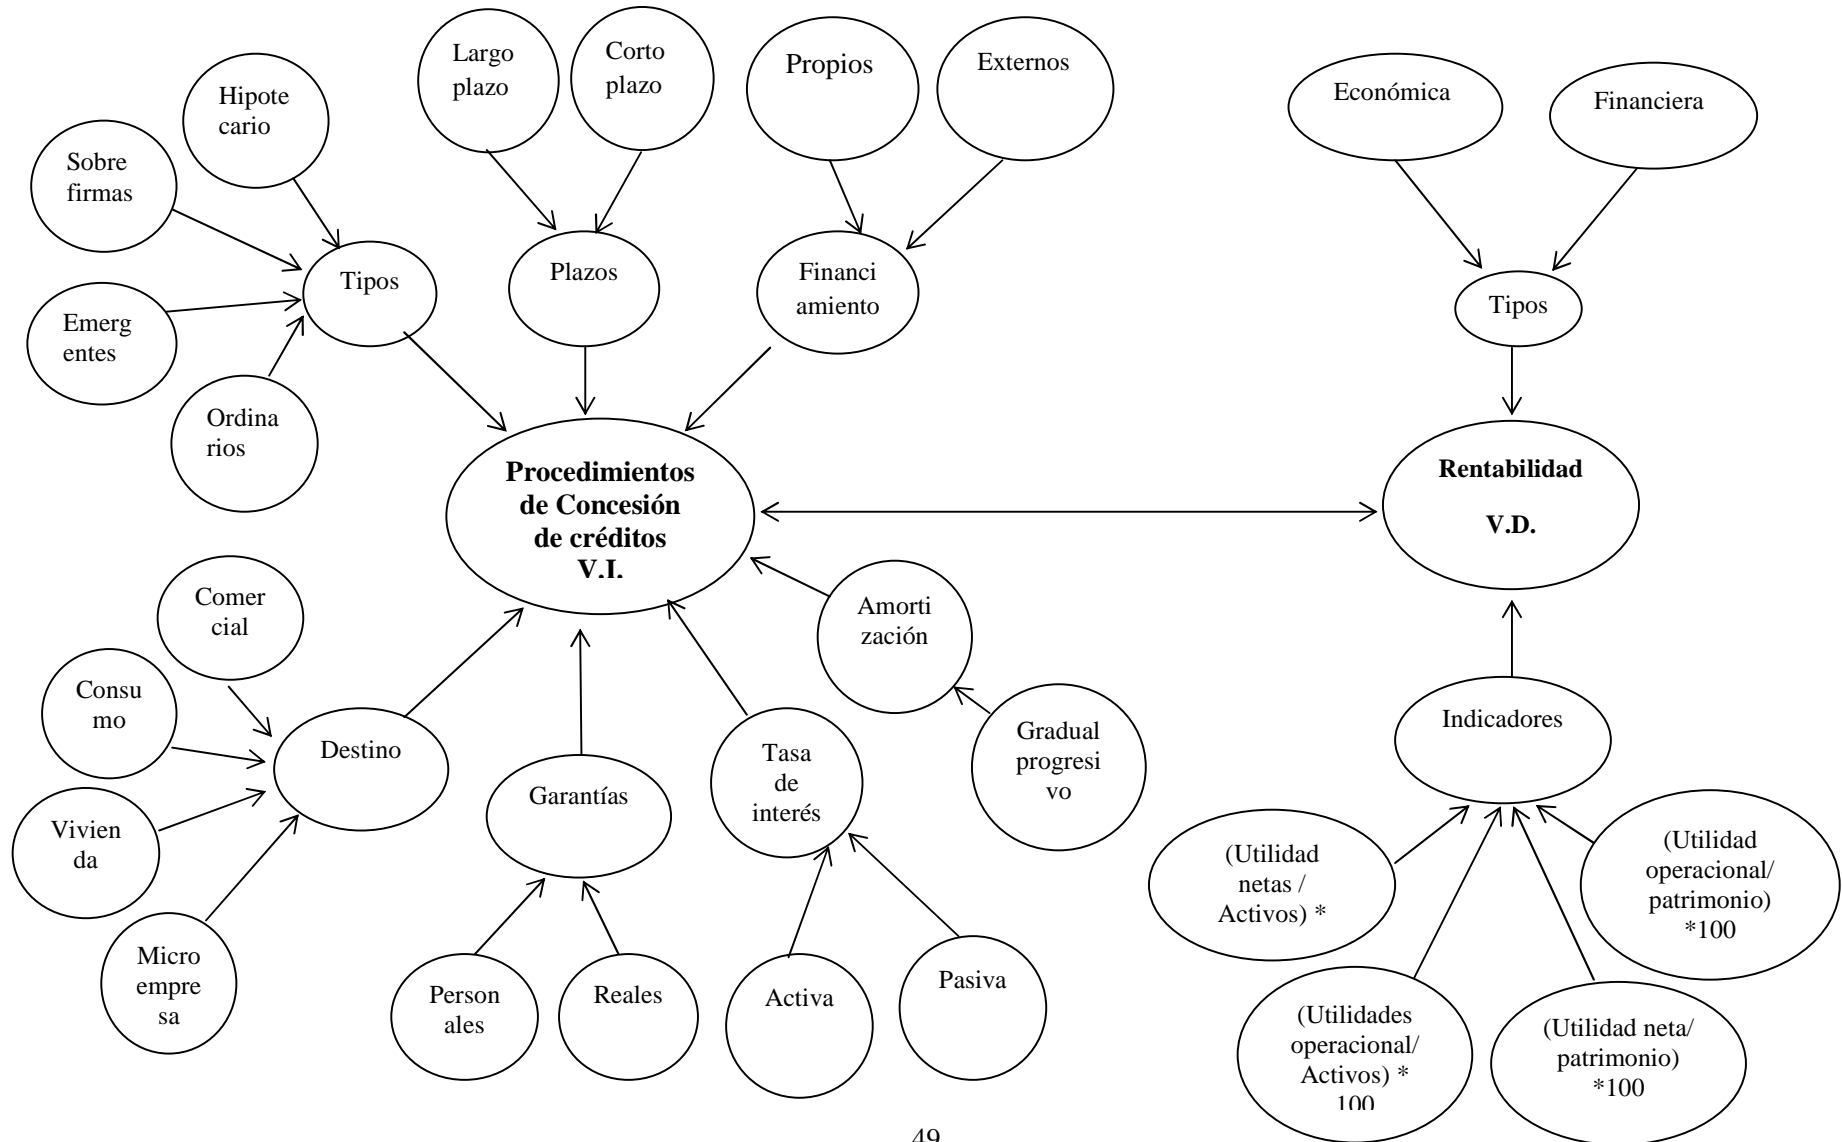 Largo
plazo
Corto
plazo
Propios
Externos
Económica
Financiera
Hipote
cario
Sobre
firmas
Emerg
entes
Ordina
rios
Tipos
Plazos
Financi
amiento
Tipos
Procedimientos
de Concesión
de créditos
V.I.
Rentabilidad
V.D.
Comer
cial
Consu
mo
Vivien
da
Micro
empre
sa
Destino
Garantías
Tasa
de
interés
Amorti
zación
Gradual
progresi
vo
Indicadores
Person
ales
Reales
Activa
Pasiva
(Utilidad
netas /
Activos) *
(Utilidades
operacional/
Activos) *
100
(Utilidad neta/
patrimonio)
*100
(Utilidad
operacional/
patrimonio)
*100
49